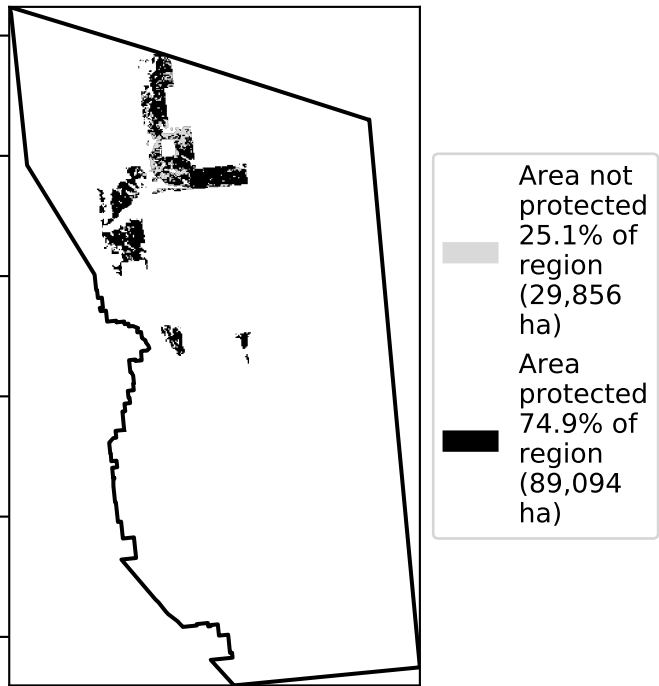 Area not
protected
25.1% of
region
(29,856
ha)
Area
protected
74.9% of
region
(89,094
ha)